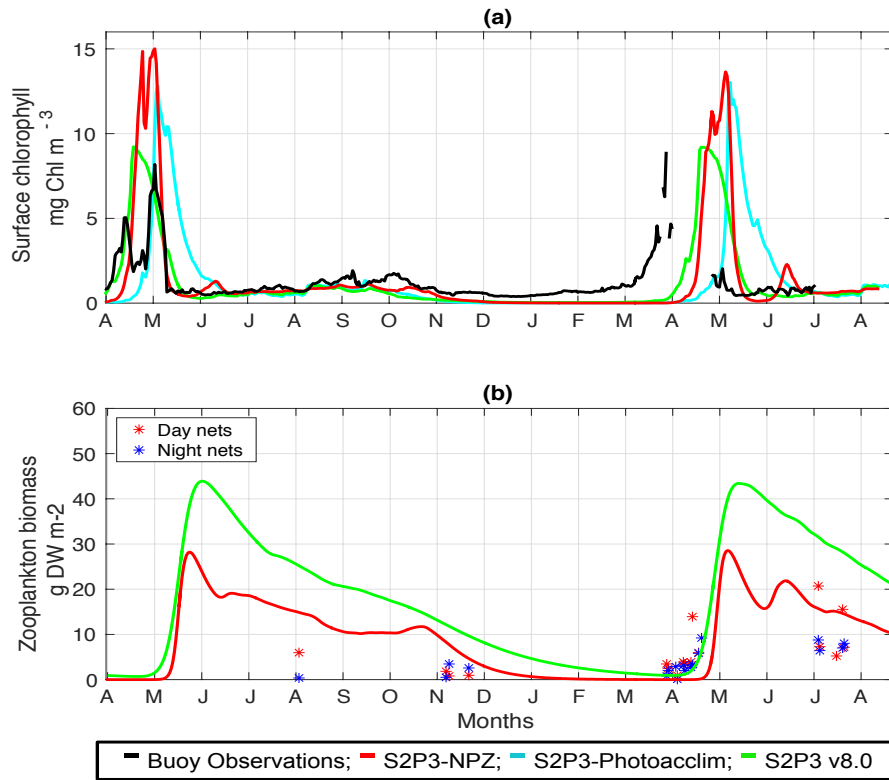 (a)
Surface chlorophyll
mg Chl m⁻³
15
10
5
0
A M J J A S O N D J F M A M J J A
(b)
Zooplankton biomass
g DW m-2
60
50
40
30
20
10
0
Day nets
Night nets
A M J J A S O N D J F M A M J J A
Months
Buoy Observations; S2P3-NPZ; S2P3-Photoacclim; S2P3 v8.0